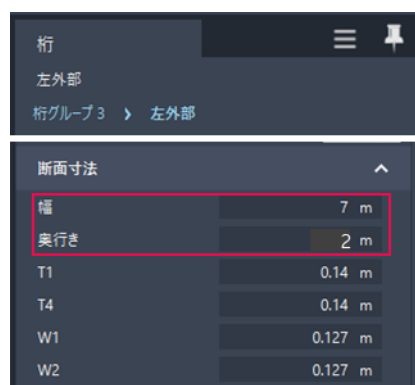 桁
左外部
桁グループ 3 › 左外部
断面寸法
幅 7 m
奥行き 2 m
T1 0.14 m
T4 0.14 m
W1 0.127 m
W2 0.127 m